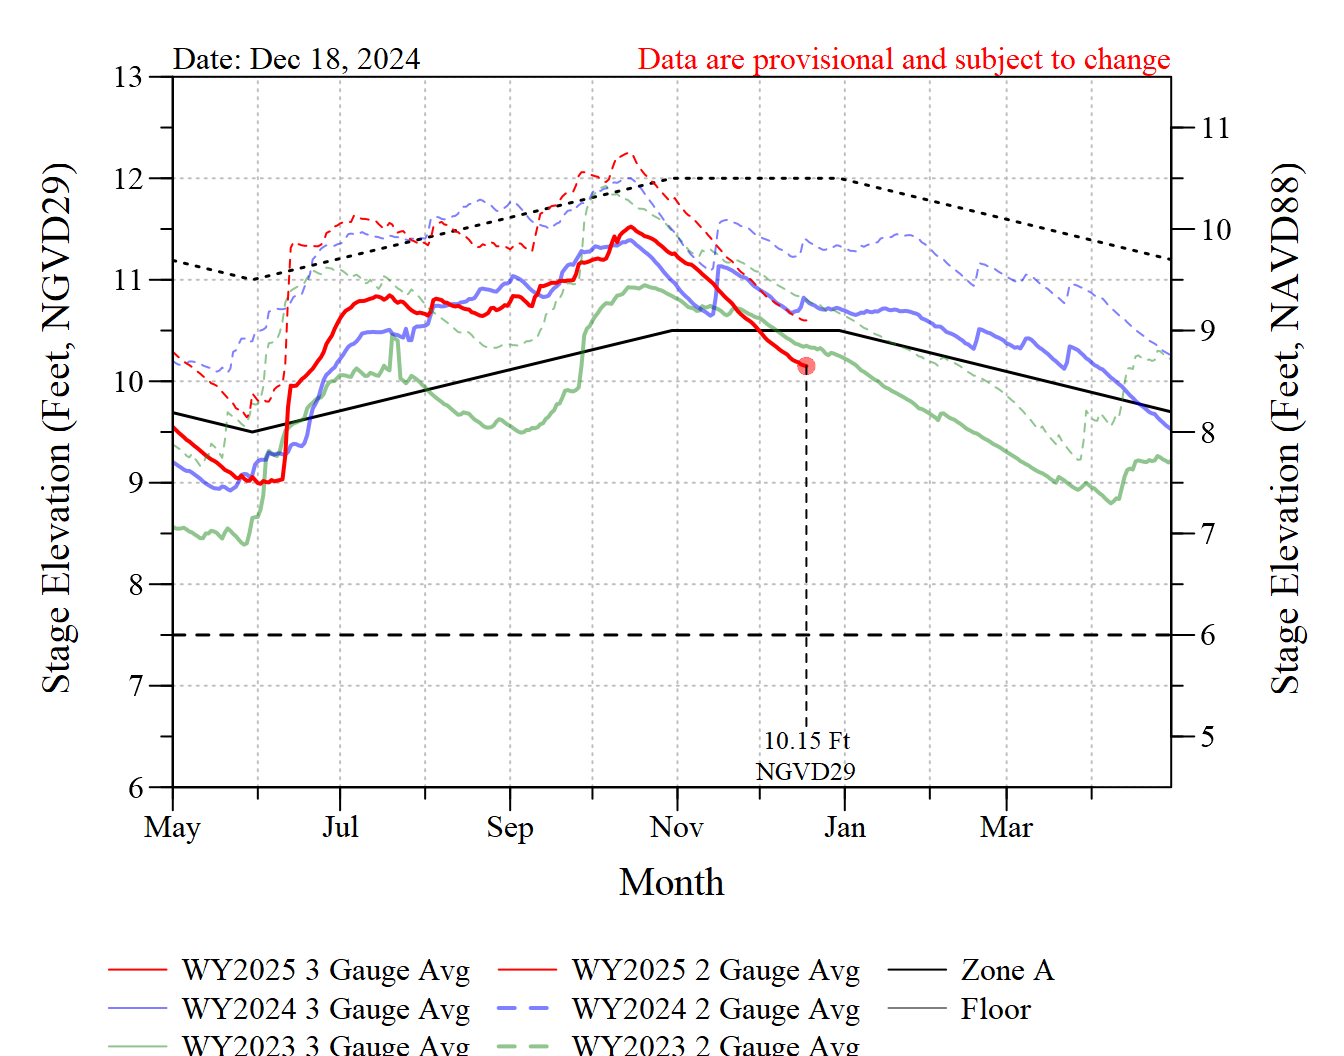 Date: Dec 18, 2024
Data are provisional and subject to change
13
12
11
10
9
8
7
6
Stage Elevation (Feet, NGVD29)
11
10
9
8
7
6
5
Stage Elevation (Feet, NAVD88)
10.15 Ft
NGVD29
May Jul Sep Nov Jan Mar
Month
WY2025 3 Gauge Avg WY2025 2 Gauge Avg Zone A
WY2024 3 Gauge Avg WY2024 2 Gauge Avg Floor
WY2023 3 Gauge Avg WY2023 2 Gauge Avg